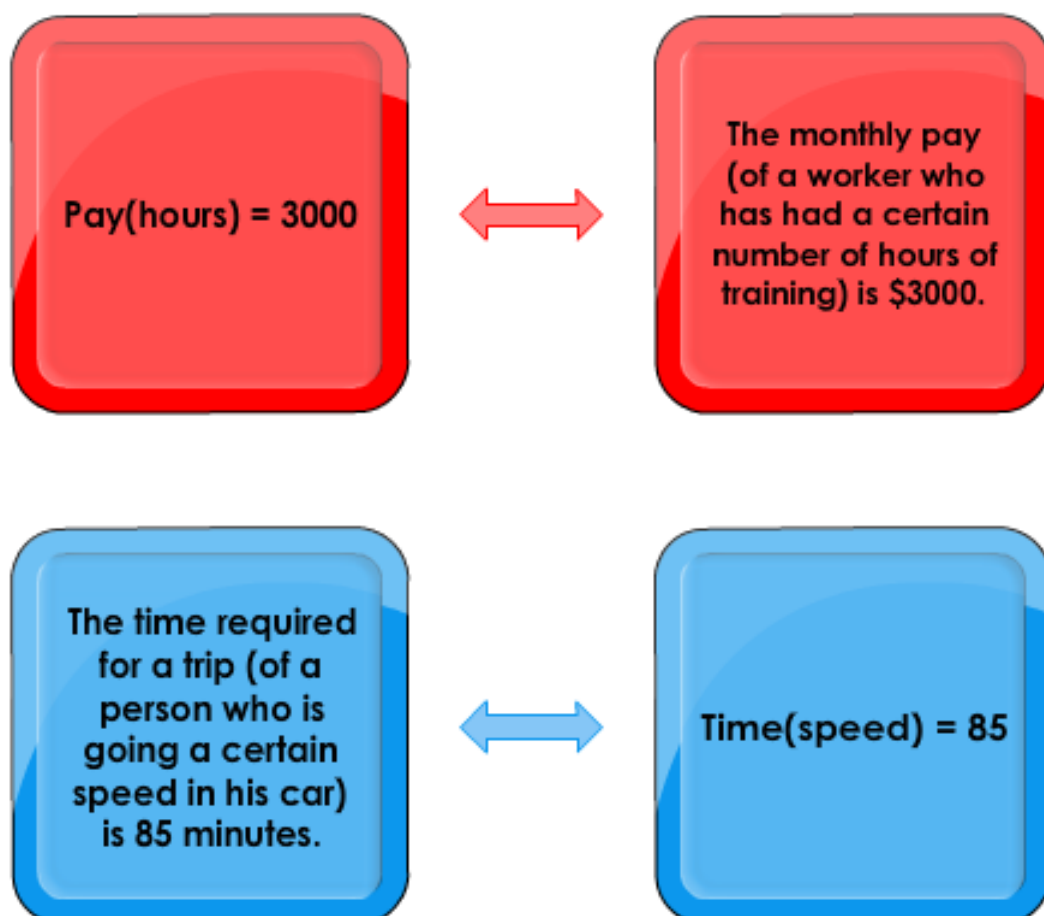 Pay(hours) = 3000
The monthly pay
(of a worker who
has had a certain
number of hours of
training) is $3000.
The time required
for a trip (of a
person who is
going a certain
speed in his car)
is 85 minutes.
Time(speed) = 85